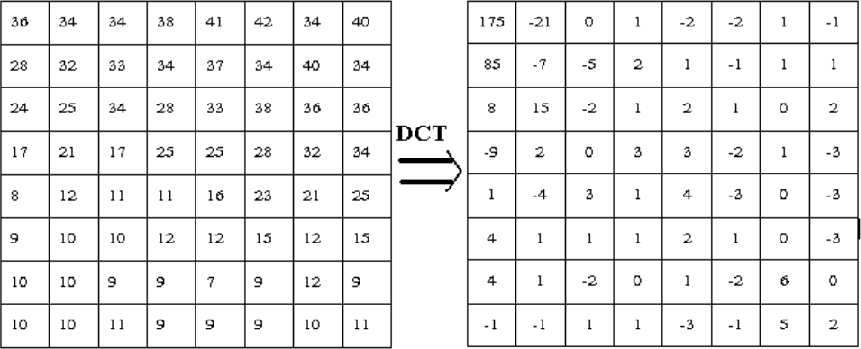 36 34 34 38 41 42 34 40 175 -21 0 1 -2 -2 1 -1
28 32 33 34 37 34 40 34 85 -7 -5 2 1 -1 1 1
24 25 34 28 33 38 36 36 8 15 -2 1 2 1 0 2
DCT
17 21 17 25 25 28 32 34 -9 2 0 3 3 -2 1 -3
8 12 11 11 16 23 21 25 1 -4 3 1 4 -3 0 -3
9 10 10 12 12 15 12 15 4 1 1 1 2 1 0 -3
10 10 9 9 7 9 12 9 4 1 -2 0 1 -2 6 0
10 10 11 9 9 9 10 11 -1 -1 1 1 -3 -1 5 2